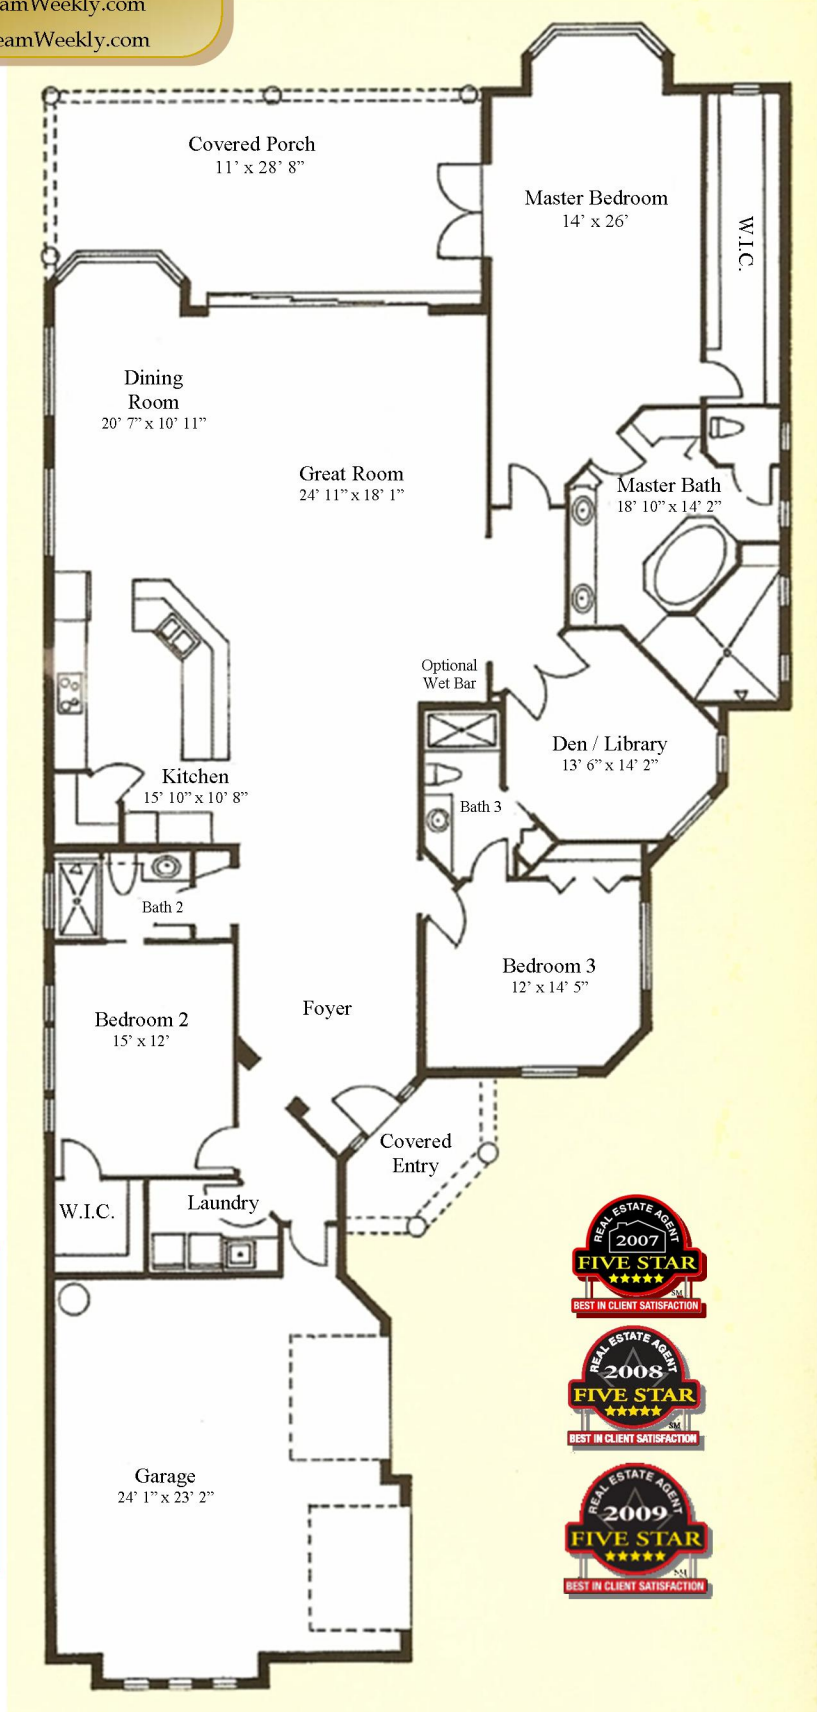 amWeekly.com
eamWeekly.com
Covered Porch
11' x 28' 8”
Master Bedroom
14' x 26'
W.I.C.
Dining
Room
20' 7” x 10' 11”
Great Room
24' 11” x 18' 1”
Master Bath
18' 10” x 14' 2”
Optional
Wet Bar
Den / Library
13' 6” x 14' 2”
Kitchen
15' 10” x 10' 8”
Bath 3
Bath 2
Bedroom 3
12' x 14' 5”
Foyer
Bedroom 2
15' x 12'
Covered
Entry
W.I.C.
Laundry
REAL ESTATE AGENT
2007
FIVE STAR
SM
BEST IN CLIENT SATISFACTION
REAL ESTATE AGENT
2008
FIVE STAR
SM
BEST IN CLIENT SATISFACTION
Garage
24' 1” x 23' 2”
REAL ESTATE AGENT
2009
FIVE STAR
SM
BEST IN CLIENT SATISFACTION